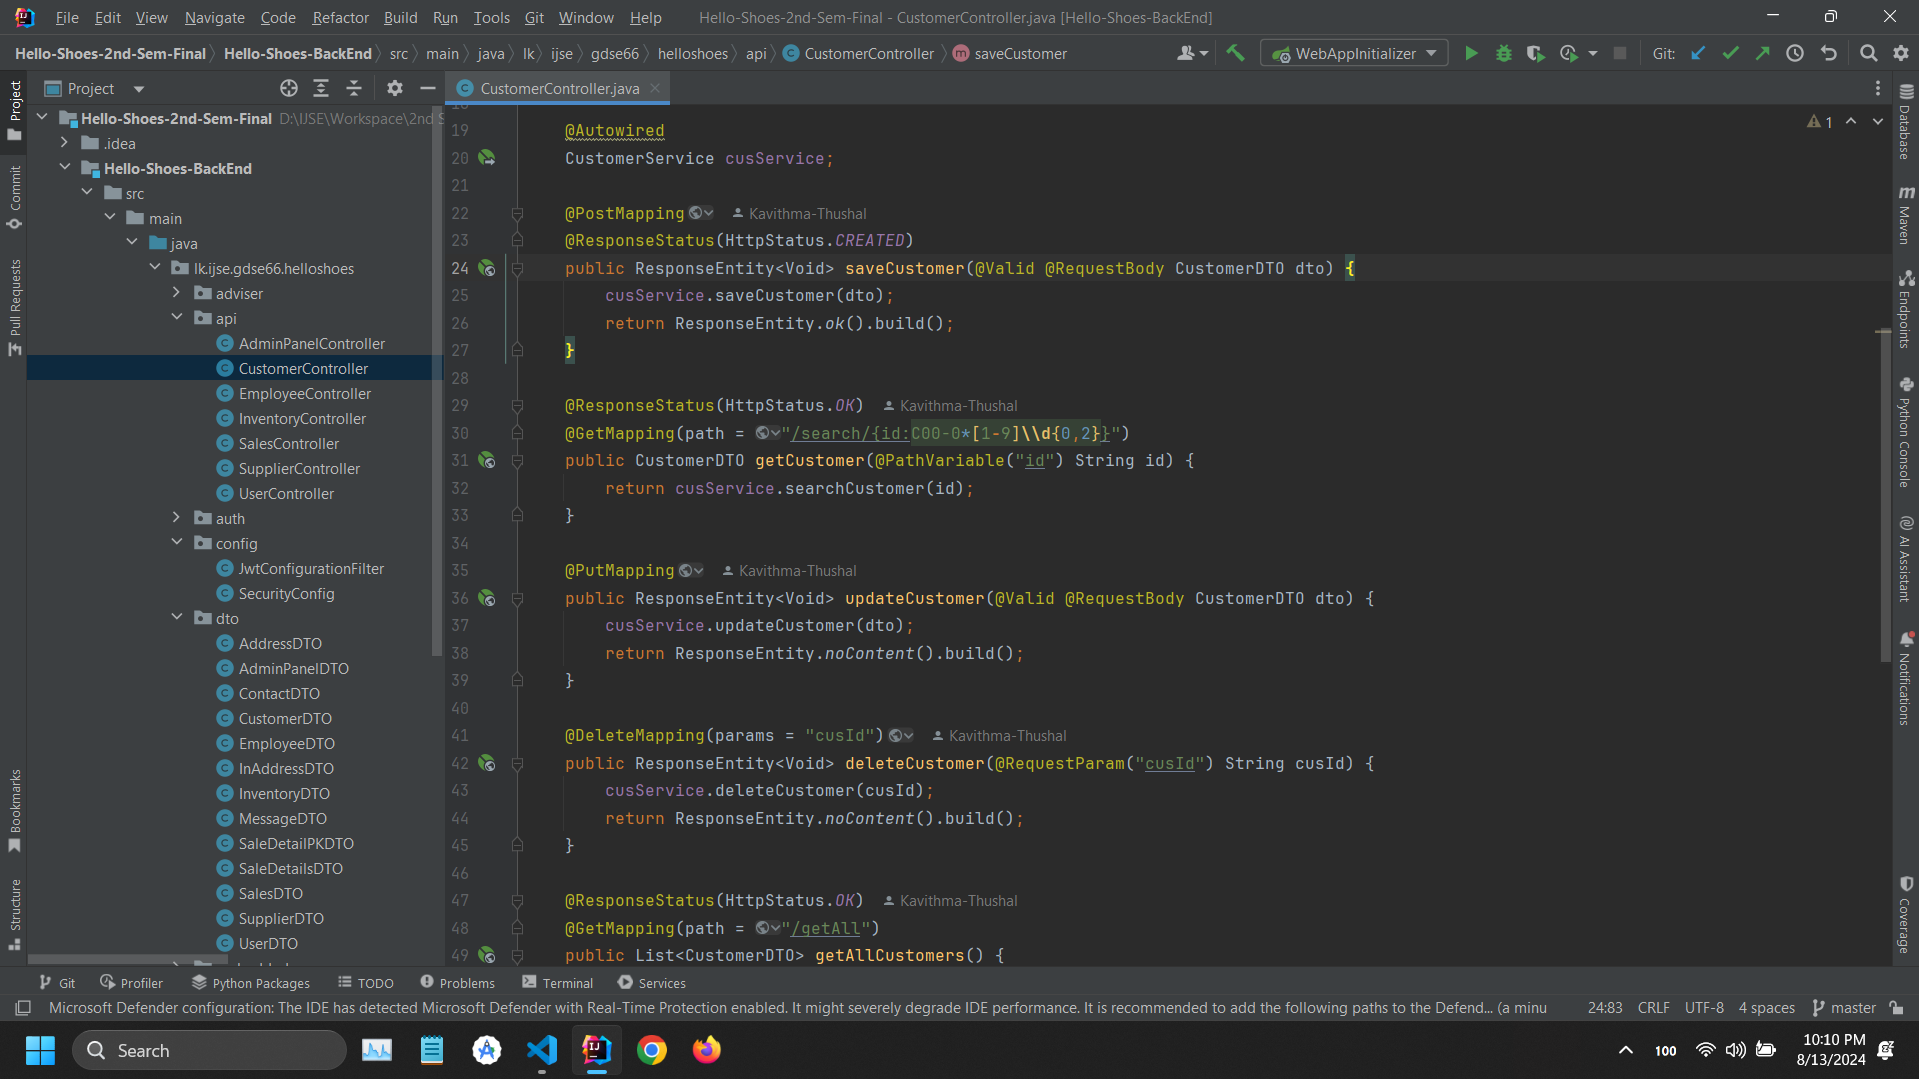 File Edit View Navigate Code Refactor Build Run Tools Git Window Help Hello-Shoes-2nd-Sem-Final - CustomerController.java [Hello-Shoes-BackEnd]
Hello-Shoes-2nd-Sem-Final Hello-Shoes-BackEnd src main java lk ijse gdse66 helloshoes api CustomerController saveCustomer WebAppInitializer Git:
Project
CustomerController.java
Project
Commit
Pull Requests
Bookmarks
Structure
Hello-Shoes-2nd-Sem-Final D:\IJSE\Workspace\2nd S
.idea
Hello-Shoes-BackEnd
src
main
java
lk.ijse.gdse66.helloshoes
adviser
api
AdminPanelController
CustomerController
EmployeeController
InventoryController
SalesController
SupplierController
UserController
auth
config
JwtConfigurationFilter
SecurityConfig
dto
AddressDTO
AdminPanelDTO
ContactDTO
CustomerDTO
EmployeeDTO
InAddressDTO
InventoryDTO
MessageDTO
SaleDetailPKDTO
SaleDetailsDTO
SalesDTO
SupplierDTO
UserDTO
1
19 @Autowired
20 CustomerService cusService;
21
22 @PostMapping Kavithma-Thushal
23 @ResponseStatus(HttpStatus.CREATED)
24 public ResponseEntity<Void> saveCustomer(@Valid @RequestBody CustomerDTO dto) {
25 cusService.saveCustomer(dto);
26 return ResponseEntity.ok().build();
27 }
28
29 @ResponseStatus(HttpStatus.OK) Kavithma-Thushal
30 @GetMapping(path = "/search/{id:C00-0*[1-9]\\d{0,2}}")
31 public CustomerDTO getCustomer(@PathVariable("id") String id) {
32 return cusService.searchCustomer(id);
33 }
34
35 @PutMapping Kavithma-Thushal
36 public ResponseEntity<Void> updateCustomer(@Valid @RequestBody CustomerDTO dto) {
37 cusService.updateCustomer(dto);
38 return ResponseEntity.noContent().build();
39 }
40
41 @DeleteMapping(params = "cusId") Kavithma-Thushal
42 public ResponseEntity<Void> deleteCustomer(@RequestParam("cusId") String cusId) {
43 cusService.deleteCustomer(cusId);
44 return ResponseEntity.noContent().build();
45 }
46
47 @ResponseStatus(HttpStatus.OK) Kavithma-Thushal
48 @GetMapping(path = "/getAll")
49 public List<CustomerDTO> getAllCustomers() {
Database
Maven
Endpoints
Python Console
AI Assistant
Notifications
Coverage
Git Profiler Python Packages TODO Problems Terminal Services
Microsoft Defender configuration: The IDE has detected Microsoft Defender with Real-Time Protection enabled. It might severely degrade IDE performance. It is recommended to add the following paths to the Defend... (a minu 24:83 CRLF UTF-8 4 spaces master
Search 100 10:10 PM
8/13/2024